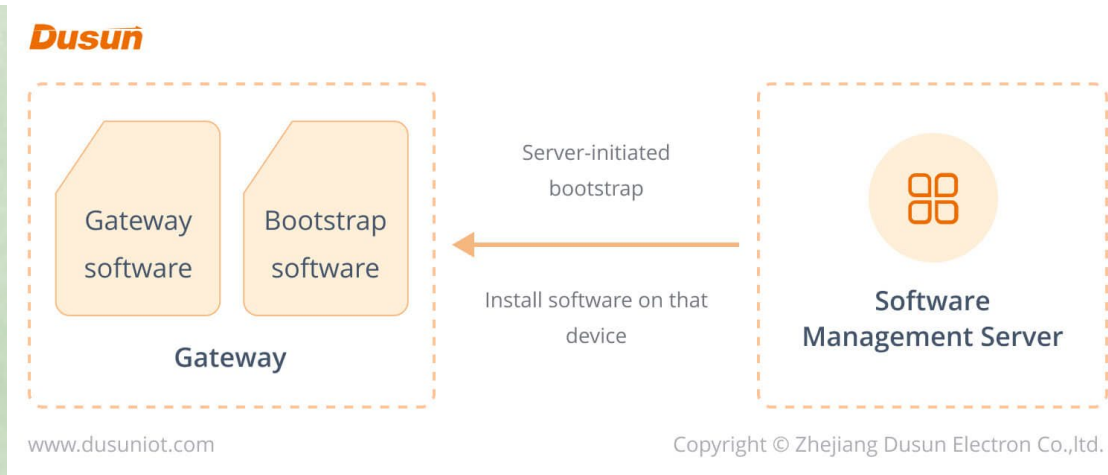 Dusun
Server-initiated
bootstrap
Gateway
software
Bootstrap
software
Install software on that
device
Gateway
Software
Management Server
www.dusuniot.com
Copyright © Zhejiang Dusun Electron Co.,ltd.